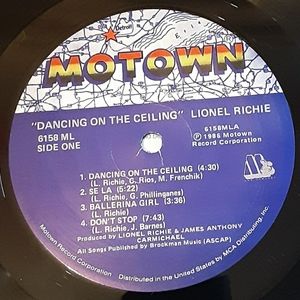 Detroit
MOTOWN
"DANCING ON THE CEILING" LIONEL RICHIE
6158 ML
SIDE ONE
6158MLA
℗ 1986 Motown
Record Corporation
1. DANCING ON THE CEILING (4:30)
(L. Richie, C. Rios, M. Frenchik)
2. SE LA (5:22)
(L. Richie, G. Phillinganes)
3. BALLERINA GIRL (3:36)
(L. Richie)
4. DON'T STOP (7:43)
(L. Richie, J. Barnes)
Produced by LIONEL RICHIE & JAMES ANTHONY
CARMICHAEL
All Songs Published by Brockman Music (ASCAP)
Motown Record Corporation Distributed in the United States by MCA Distributing, Inc.